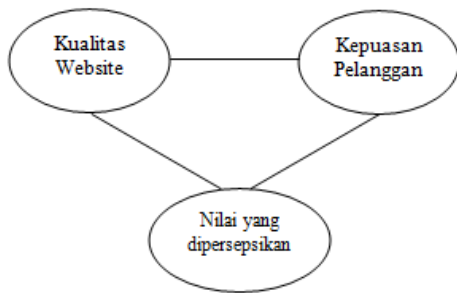 Kualitas
Website
Kepuasan
Pelanggan
Nilai yang
dipersepsikan